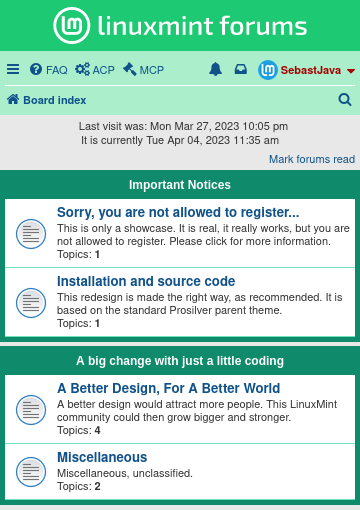 linuxmint forums
FAQ ACP MCP SebastJava
Board index
Last visit was: Mon Mar 27, 2023 10:05 pm
It is currently Tue Apr 04, 2023 11:35 am
Mark forums read
Important Notices
Sorry, you are not allowed to register...
This is only a showcase. It is real, it really works, but you are
not allowed to register. Please click for more information.
Topics: 1
Installation and source code
This redesign is made the right way, as recommended. It is
based on the standard Prosilver parent theme.
Topics: 1
A big change with just a little coding
A Better Design, For A Better World
A better design would attract more people. This LinuxMint
community could then grow bigger and stronger.
Topics: 4
Miscellaneous
Miscellaneous, unclassified.
Topics: 2